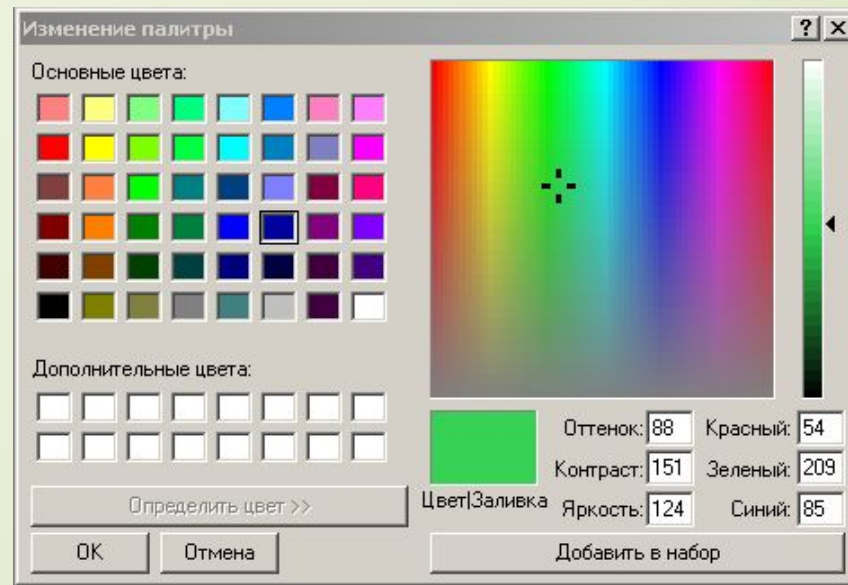 Изменение палитры
Основные цвета:
Дополнительные цвета:
Определить цвет >>
OK Отмена
Цвет|Заливка
Оттенок: 88 Красный: 54
Контраст: 151 Зеленый: 209
Яркость: 124 Синий: 85
Добавить в набор